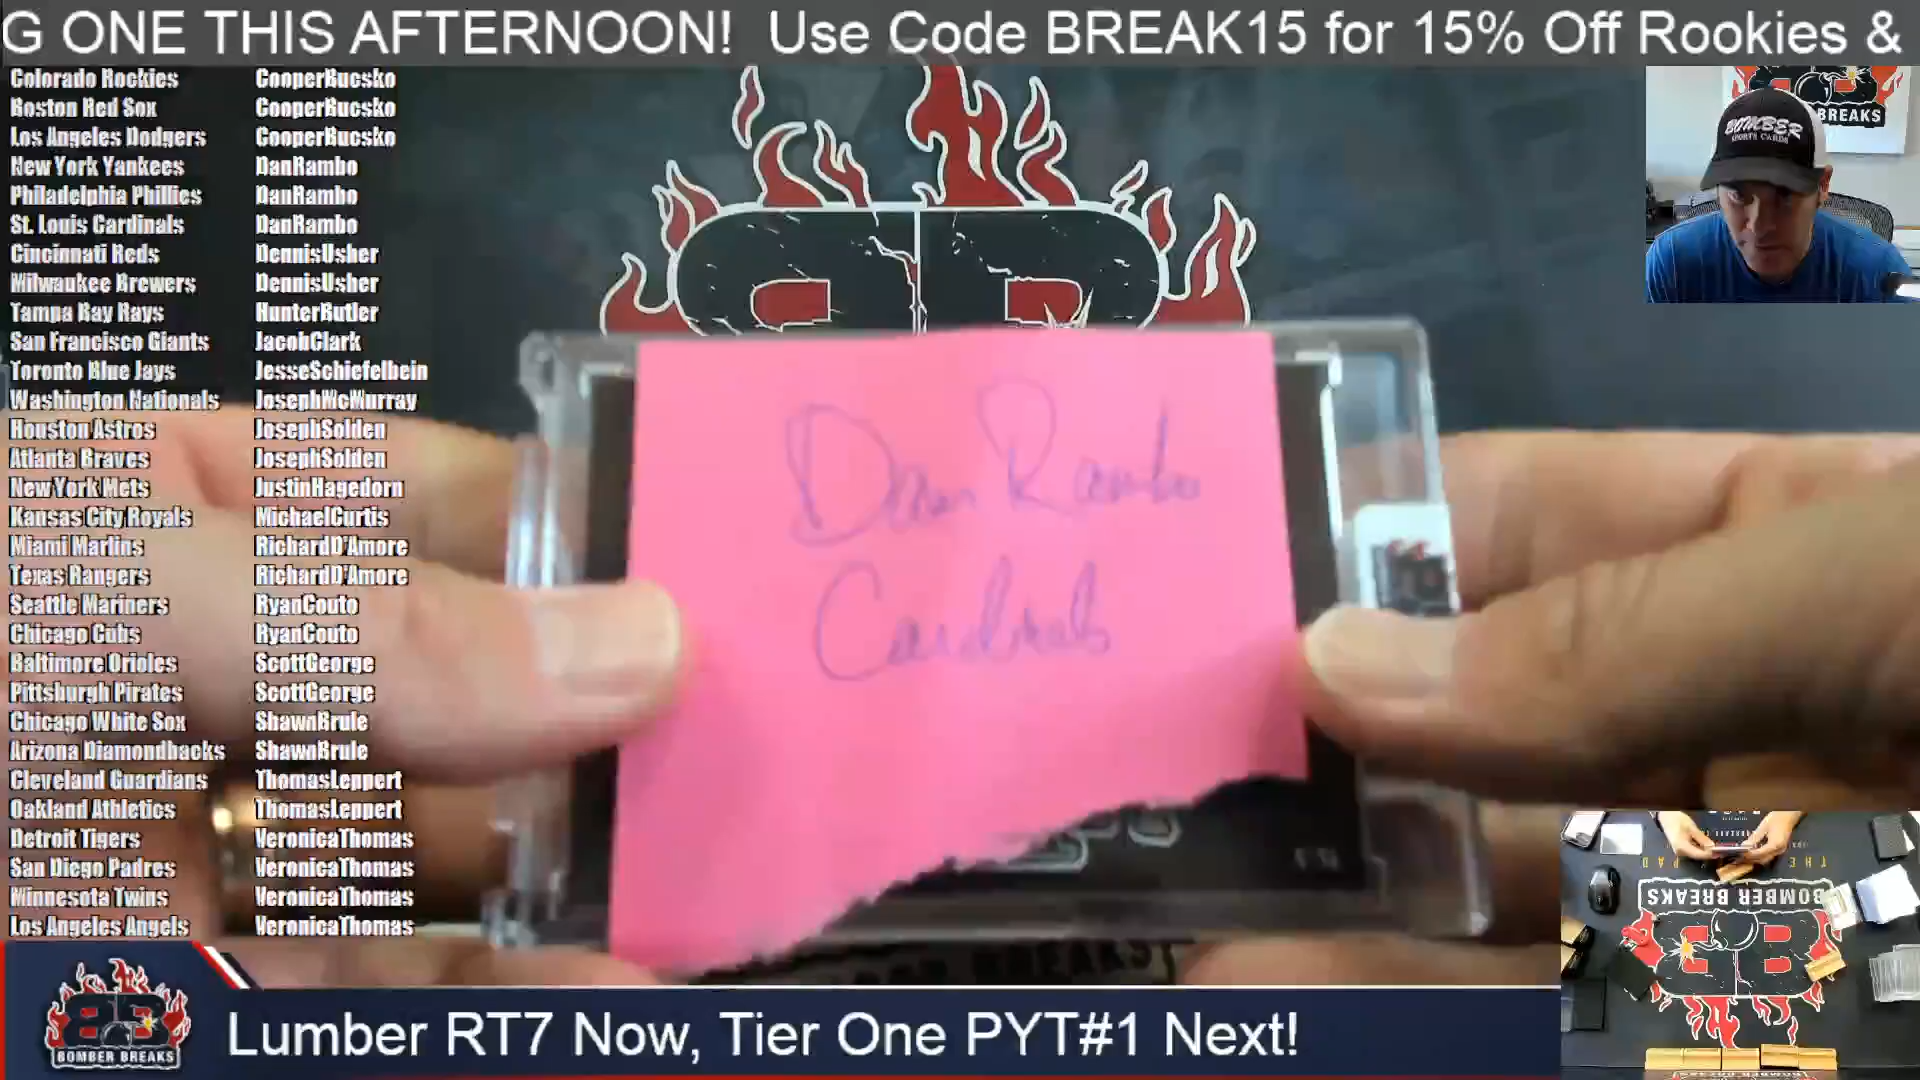 G ONE THIS AFTERNOON!  Use Code BREAK15 for 15% Off Rookies &
Colorado Rockies CooperBucsko
Boston Red Sox CooperBucsko
Los Angeles Dodgers CooperBucsko
New York Yankees DanRambo
Philadelphia Phillies DanRambo
St. Louis Cardinals DanRambo
Cincinnati Reds DennisUsher
Milwaukee Brewers DennisUsher
Tampa Bay Rays HunterButler
San Francisco Giants JacobClark
Toronto Blue Jays JesseSchiefelbein
Washington Nationals JosephMcMurray
Houston Astros JosephSolden
Atlanta Braves JosephSolden
New York Mets JustinHagedorn
Kansas City Royals MichaelCurtis
Miami Marlins RichardD'Amore
Texas Rangers RichardD'Amore
Seattle Mariners RyanCouto
Chicago Cubs RyanCouto
Baltimore Orioles ScottGeorge
Pittsburgh Pirates ScottGeorge
Chicago White Sox ShawnBrule
Arizona Diamondbacks ShawnBrule
Cleveland Guardians ThomasLeppert
Oakland Athletics ThomasLeppert
Detroit Tigers VeronicaThomas
San Diego Padres VeronicaThomas
Minnesota Twins VeronicaThomas
Los Angeles Angels VeronicaThomas
Dan Rambo
Cardinals
BREAKS
BOMBER
SPORTS CARDS
BOMBER BREAKS
BREAKS
BOMBER BREAKS
Lumber RT7 Now, Tier One PYT#1 Next!